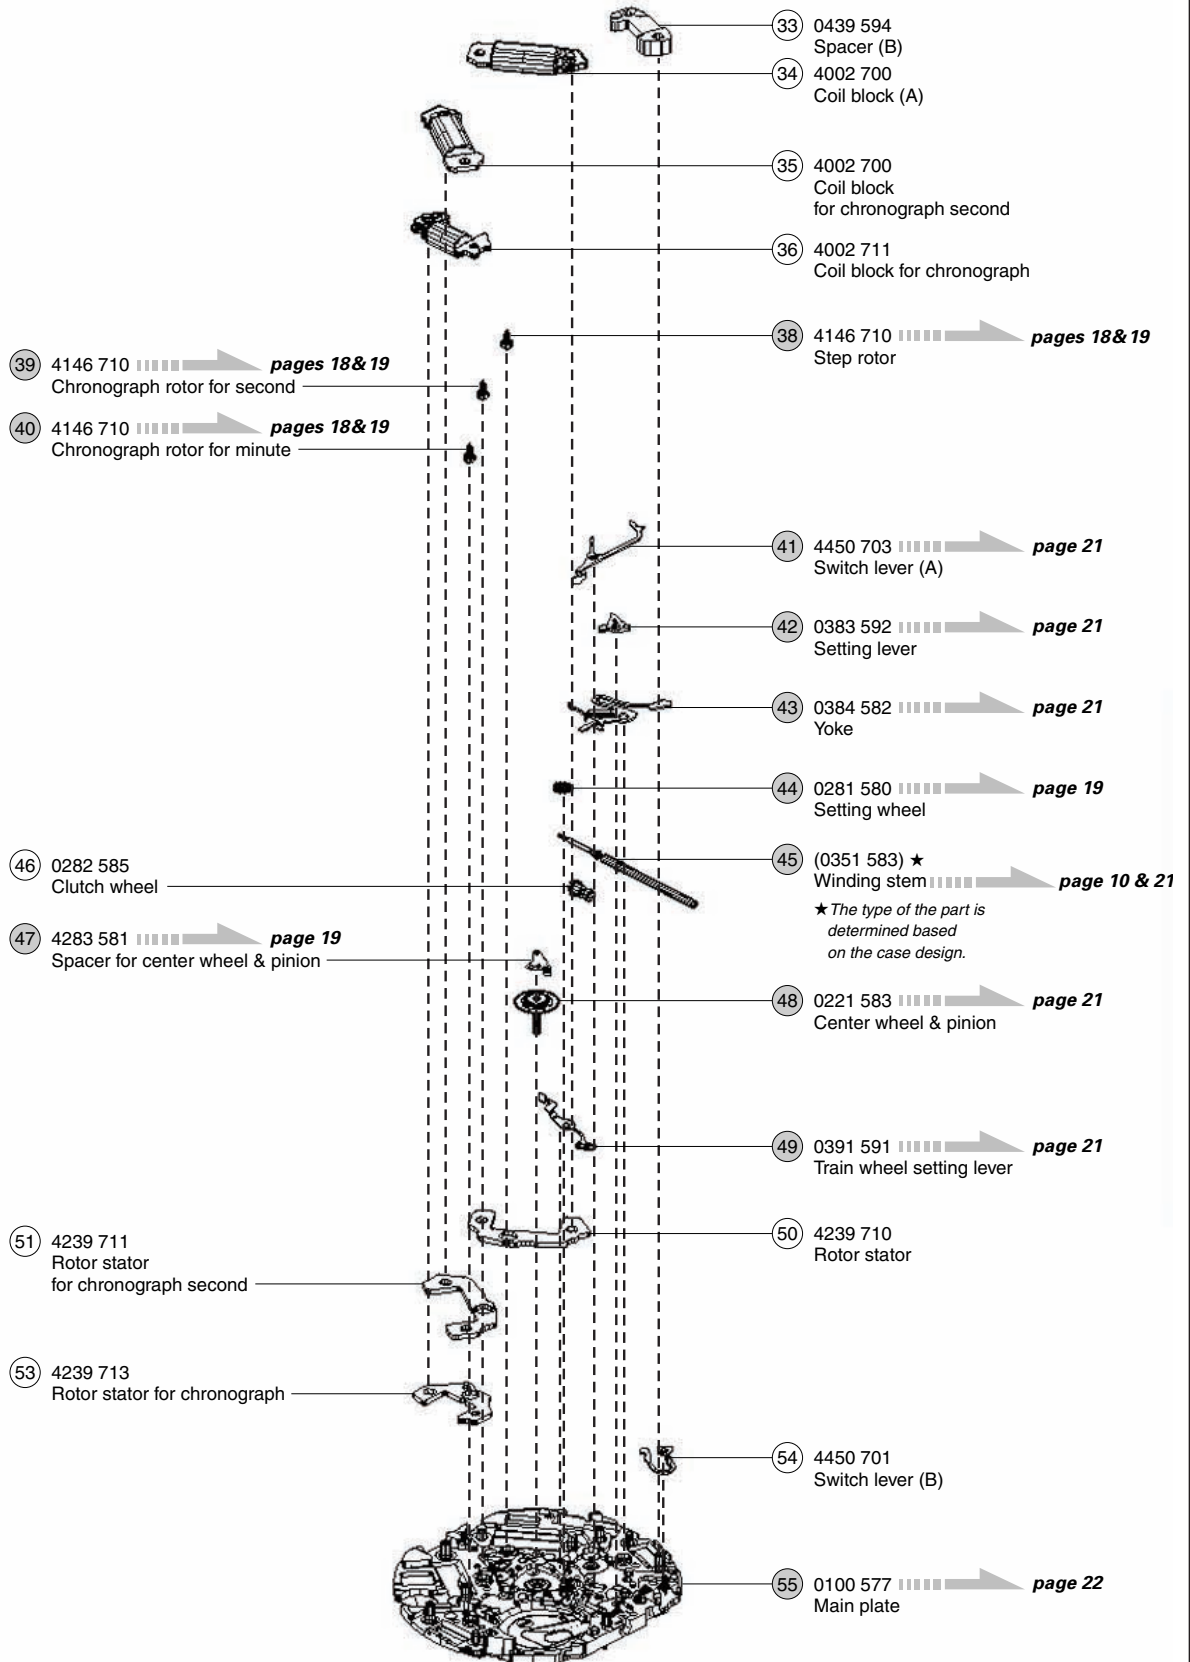 33 0439 594
Spacer (B)
34 4002 700
Coil block (A)
35 4002 700
Coil block
for chronograph second
36 4002 711
Coil block for chronograph
38 4146 710 pages 18&19
Step rotor
39 4146 710 pages 18&19
Chronograph rotor for second
40 4146 710 pages 18&19
Chronograph rotor for minute
41 4450 703 page 21
Switch lever (A)
42 0383 592 page 21
Setting lever
43 0384 582 page 21
Yoke
44 0281 580 page 19
Setting wheel
45 (0351 583) ★
Winding stem page 10 & 21
★The type of the part is
determined based
on the case design.
46 0282 585
Clutch wheel
47 4283 581 page 19
Spacer for center wheel & pinion
48 0221 583 page 21
Center wheel & pinion
49 0391 591 page 21
Train wheel setting lever
50 4239 710
Rotor stator
51 4239 711
Rotor stator
for chronograph second
53 4239 713
Rotor stator for chronograph
54 4450 701
Switch lever (B)
55 0100 577 page 22
Main plate